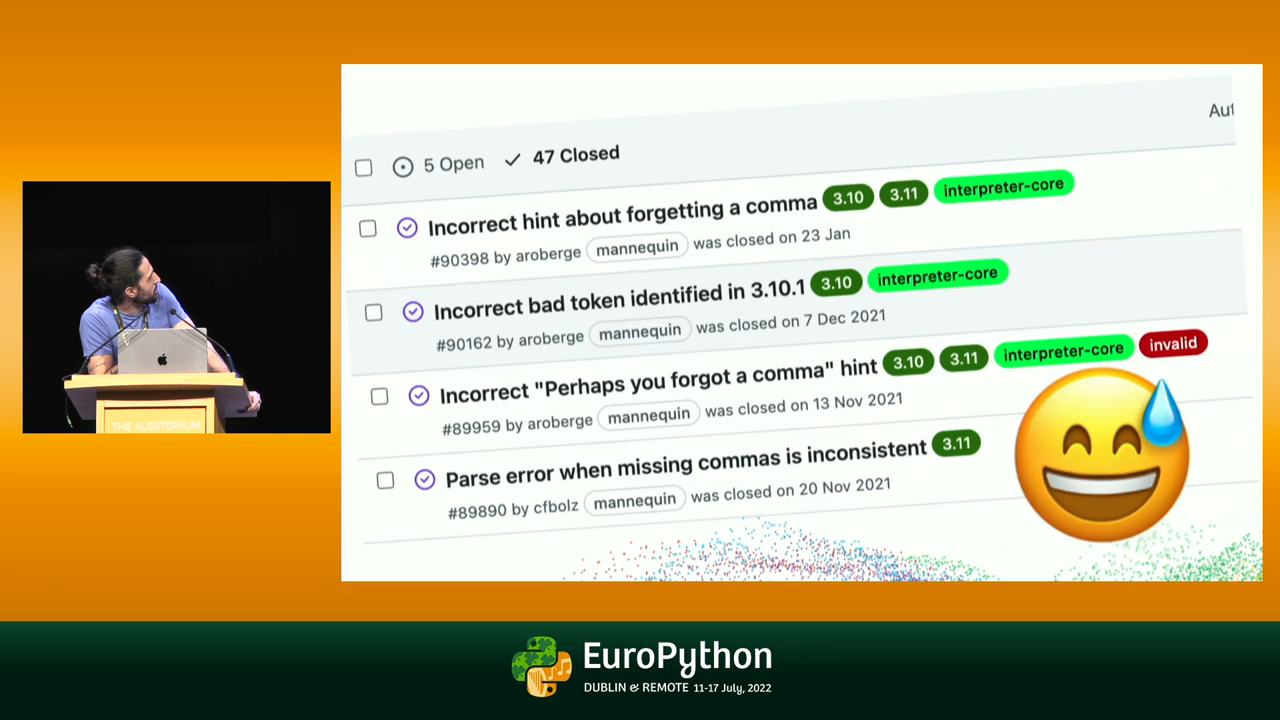 Aut
5 Open 47 Closed
Incorrect hint about forgetting a comma 3.10 3.11 interpreter-core
#90398 by aroberge mannequin was closed on 23 Jan
Incorrect bad token identified in 3.10.1 3.10 interpreter-core
#90162 by aroberge mannequin was closed on 7 Dec 2021
Incorrect "Perhaps you forgot a comma" hint 3.10 3.11 interpreter-core invalid
#89959 by aroberge mannequin was closed on 13 Nov 2021
Parse error when missing commas is inconsistent 3.11
#89890 by cfbolz mannequin was closed on 20 Nov 2021
THE AUDITORIUM
EuroPython
DUBLIN & REMOTE 11-17 July, 2022